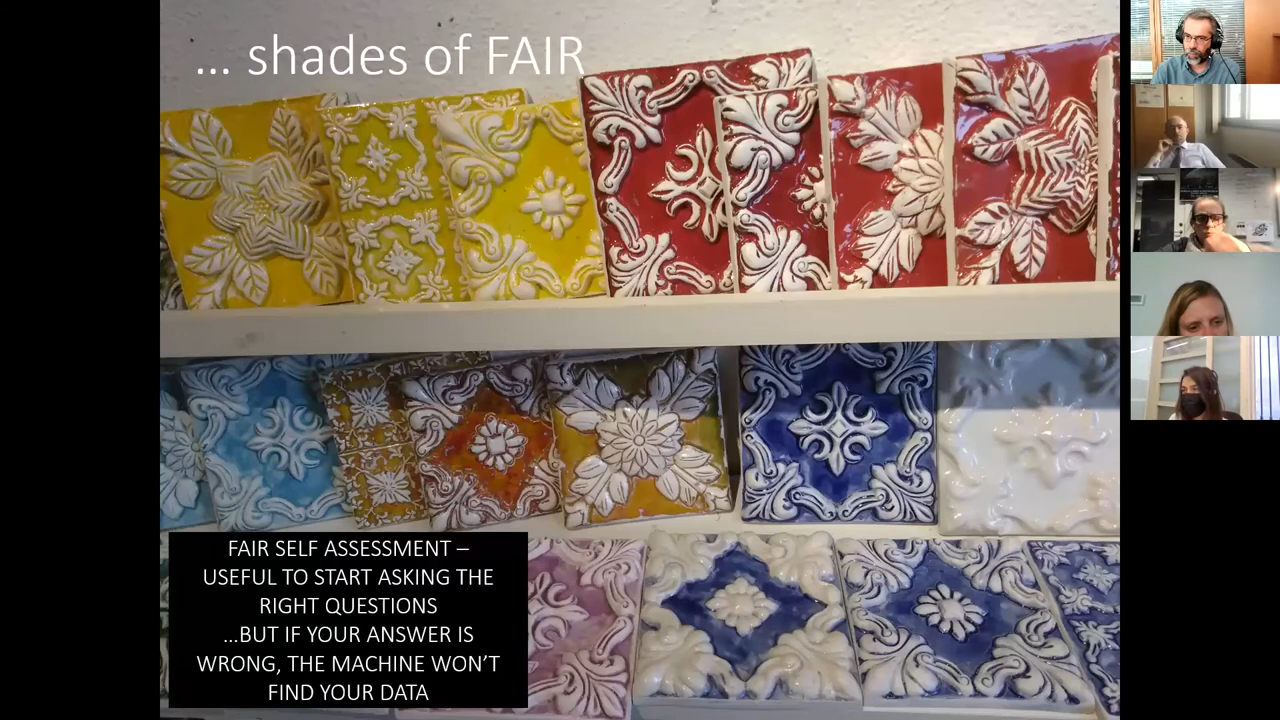 ... shades of FAIR
FAIR SELF ASSESSMENT –
USEFUL TO START ASKING THE
RIGHT QUESTIONS
...BUT IF YOUR ANSWER IS
WRONG, THE MACHINE WON'T
FIND YOUR DATA